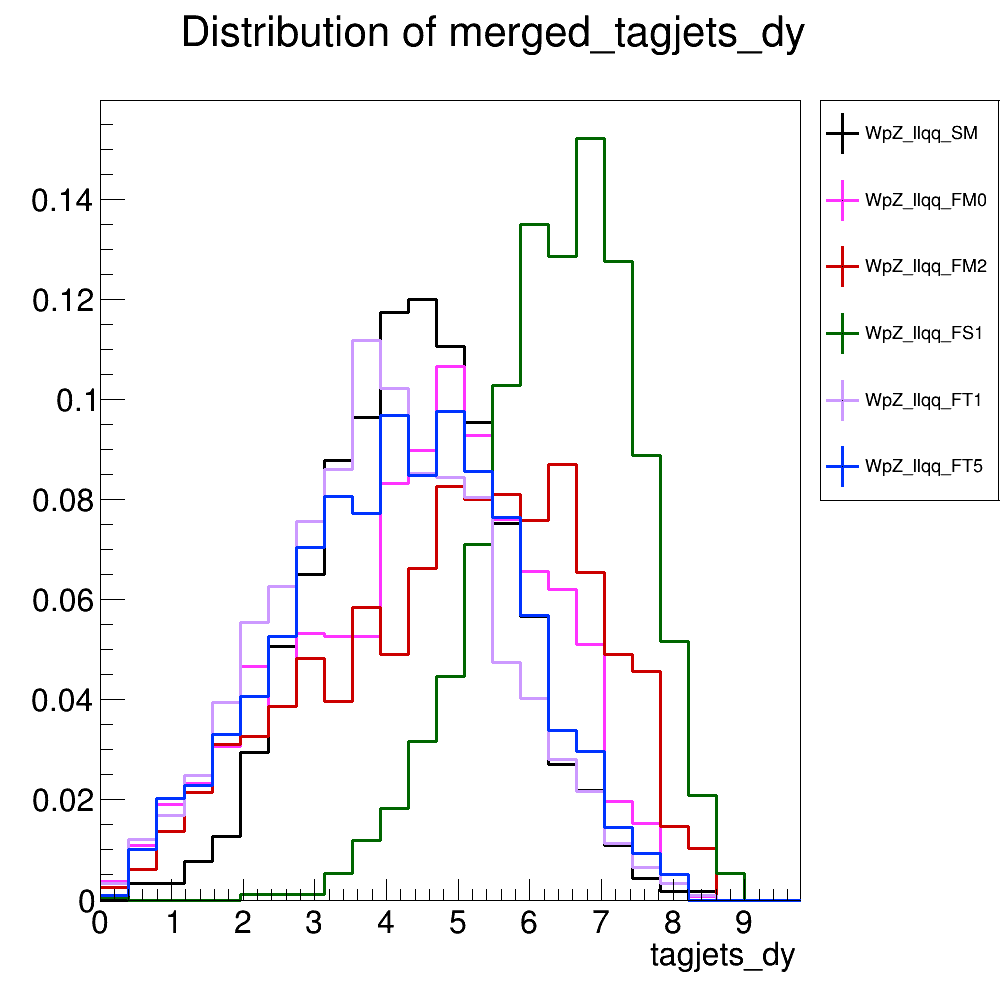 Distribution of merged_tagjets_dy
0.14
0.12
0.1
0.08
0.06
0.04
0.02
0
0 1 2 3 4 5 6 7 8 9
tagjets_dy
WpZ_llqq_SM
WpZ_llqq_FM0
WpZ_llqq_FM2
WpZ_llqq_FS1
WpZ_llqq_FT1
WpZ_llqq_FT5